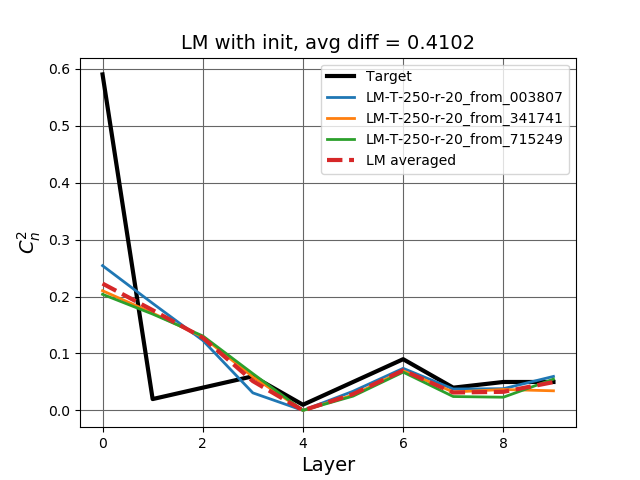 LM with init, avg diff = 0.4102
0.6
0.5
0.4
0.3
0.2
0.1
0.0
C_n^2
Target
LM-T-250-r-20_from_003807
LM-T-250-r-20_from_341741
LM-T-250-r-20_from_715249
LM averaged
0 2 4 6 8
Layer